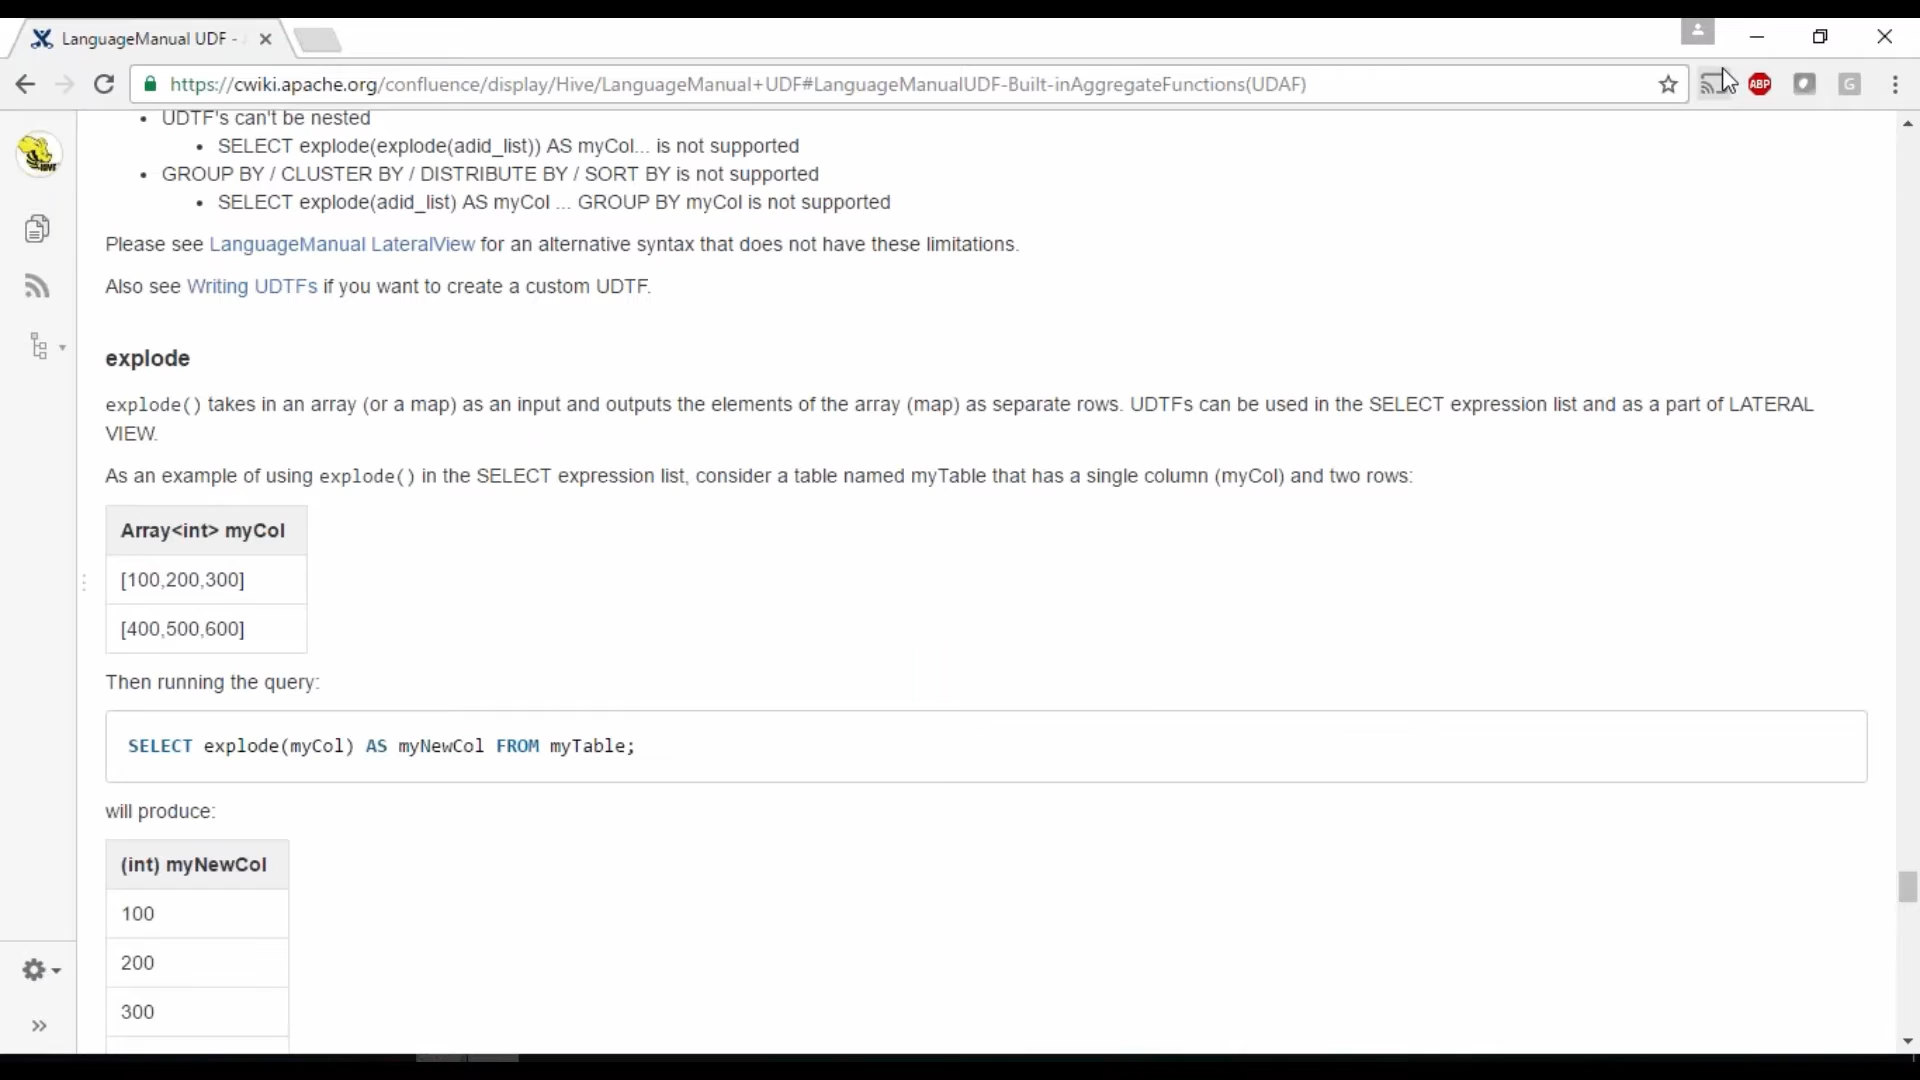 LanguageManual UDF -
https://cwiki.apache.org/confluence/display/Hive/LanguageManual+UDF#LanguageManualUDF-Built-inAggregateFunctions(UDAF)
ABP
G
• UDTF's can't be nested
• SELECT explode(explode(adid_list)) AS myCol... is not supported
• GROUP BY / CLUSTER BY / DISTRIBUTE BY / SORT BY is not supported
• SELECT explode(adid_list) AS myCol ... GROUP BY myCol is not supported
Please see LanguageManual LateralView for an alternative syntax that does not have these limitations.
Also see Writing UDTFs if you want to create a custom UDTF.
explode
explode() takes in an array (or a map) as an input and outputs the elements of the array (map) as separate rows. UDTFs can be used in the SELECT expression list and as a part of LATERAL
VIEW.
As an example of using explode() in the SELECT expression list, consider a table named myTable that has a single column (myCol) and two rows:
Array<int> myCol
[100,200,300]
[400,500,600]
Then running the query:
SELECT explode(myCol) AS myNewCol FROM myTable;
will produce:
(int) myNewCol
100
200
300